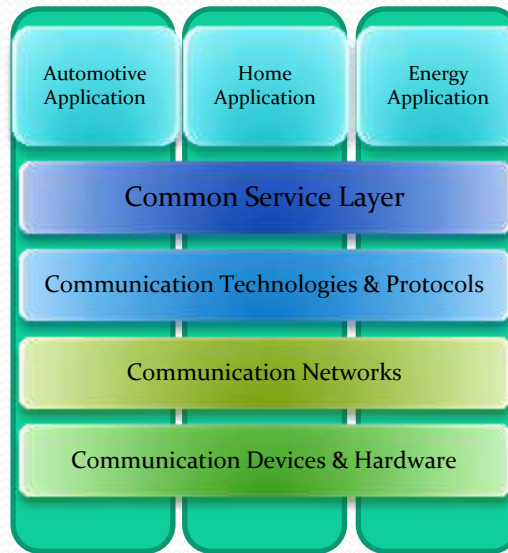 Automotive
Application
Home
Application
Energy
Application
Common Service Layer
Communication Technologies & Protocols
Communication Networks
Communication Devices & Hardware